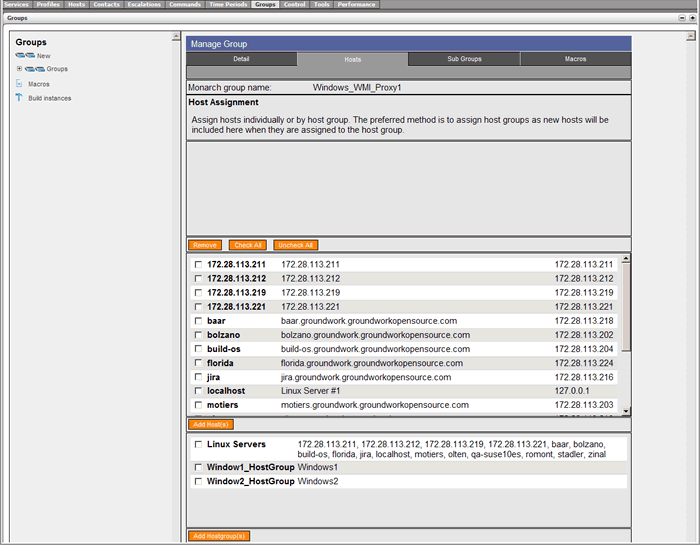 Services Profiles Hosts Contacts Escalations Commands Time Periods Groups Control Tools Performance
Groups
Groups
New
Groups
Macros
Build instances
Manage Group
Detail Hosts Sub Groups Macros
Monarch group name: Windows_WMI_Proxy1
Host Assignment
Assign hosts individually or by host group. The preferred method is to assign host groups as new hosts will be
included here when they are assigned to the host group.
Remove Check All Uncheck All
172.28.113.211 172.28.113.211 172.28.113.211
172.28.113.212 172.28.113.212 172.28.113.212
172.28.113.219 172.28.113.219 172.28.113.219
172.28.113.221 172.28.113.221 172.28.113.221
baar baar.groundwork.groundworkopensource.com 172.28.113.218
bolzano bolzano.groundwork.groundworkopensource.com 172.28.113.202
build-os build-os.groundwork.groundworkopensource.com 172.28.113.204
florida florida.groundwork.groundworkopensource.com 172.28.113.224
jira jira.groundwork.groundworkopensource.com 172.28.113.216
localhost Linux Server #1 127.0.0.1
motiers motiers.groundwork.groundworkopensource.com 172.28.113.203
Add Host(s)
Linux Servers 172.28.113.211, 172.28.113.212, 172.28.113.219, 172.28.113.221, baar, bolzano,
build-os, florida, jira, localhost, motiers, olten, qa-suse10es, romont, stadler, zinal
Window1_HostGroup Windows1
Window2_HostGroup Windows2
Add Hostgroup(s)